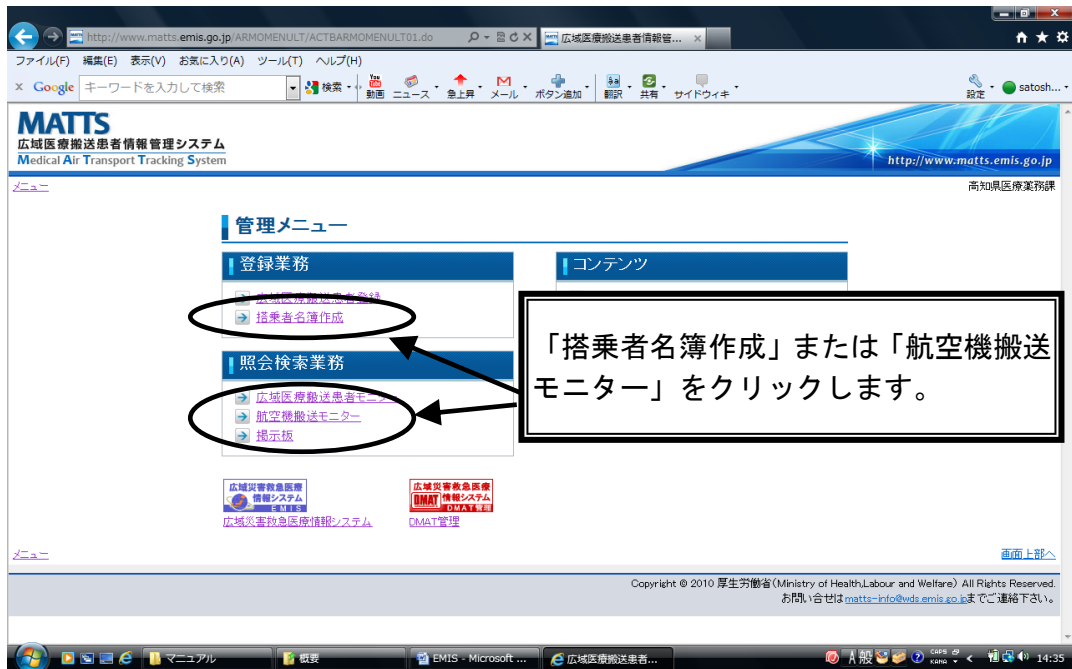 http://www.matts.emis.go.jp/ARMOMENULT/ACTBARMOMENULT01.do
広域医療搬送患者情報管...
ファイル(F) 編集(E) 表示(V) お気に入り(A) ツール(T) ヘルプ(H)
x Google キーワードを入力して検索 検索 動画 ニュース 急上昇 メール ボタン追加 翻訳 共有 サイドウィキ 設定 satosh...
MATTS
広域医療搬送患者情報管理システム
Medical Air Transport Tracking System
http://www.matts.emis.go.jp
メニュー
高知県医療薬務課
管理メニュー
登録業務
コンテンツ
広域医療搬送患者登録
搭乗者名簿作成
「搭乗者名簿作成」または「航空機搬送
モニター」をクリックします。
照会検索業務
広域医療搬送患者モニター
航空機搬送モニター
掲示板
広域災害救急医療
情報システム
EMIS
広域災害救急医療情報システム
広域災害救急医療
DMAT 情報システム
DMAT管理
DMAT管理
メニュー
画面上部へ
Copyright © 2010 厚生労働省(Ministry of Health,Labour and Welfare) All Rights Reserved.
お問い合せはmatts-info@wds.emis.go.jpまでご連絡下さい。
マニュアル 概要 EMIS - Microsoft ... 広域医療搬送患者... A 般 CAPS KANA 14:35